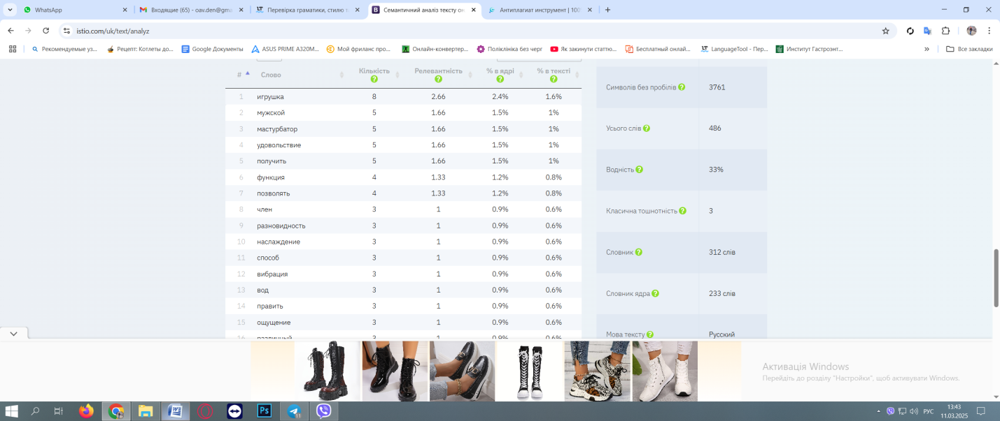 WhatsApp
Входящие (65) - oav.den@gma
Перевірка граматики, стилю т
Семантичний аналіз тексту он
Антиплагиат инструмент | 100
istio.com/uk/text/analyz
Рекомендуемые уз...
Рецепт: Котлеты до...
Google Документы
ASUS PRIME A320M...
Мой фриланс про...
Онлайн-конвертер...
Поліклініка без черг
Як закинути статтю...
Бесплатный онлай...
LanguageTool - Пер...
Институт Гастроэнт...
Все закладки
# Слово Кількість Релевантність % в ядрі % в тексті
1 игрушка 8 2.66 2.4% 1.6%
2 мужской 5 1.66 1.5% 1%
3 мастурбатор 5 1.66 1.5% 1%
4 удовольствие 5 1.66 1.5% 1%
5 получить 5 1.66 1.5% 1%
6 функция 4 1.33 1.2% 0.8%
7 позволять 4 1.33 1.2% 0.8%
8 член 3 1 0.9% 0.6%
9 разновидность 3 1 0.9% 0.6%
10 наслаждение 3 1 0.9% 0.6%
11 способ 3 1 0.9% 0.6%
12 вибрация 3 1 0.9% 0.6%
13 вод 3 1 0.9% 0.6%
14 править 3 1 0.9% 0.6%
15 ощущение 3 1 0.9% 0.6%
16 различный 3 1 0.9% 0.6%
Символів без пробілів 3761
Усього слів 486
Водність 33%
Класична тошнотність 3
Словник 312 слів
Словник ядра 233 слів
Мова тексту Русский
Активація Windows
Перейдіть до розділу "Настройки", щоб активувати Windows.
11
РУС
13:43
11.03.2025